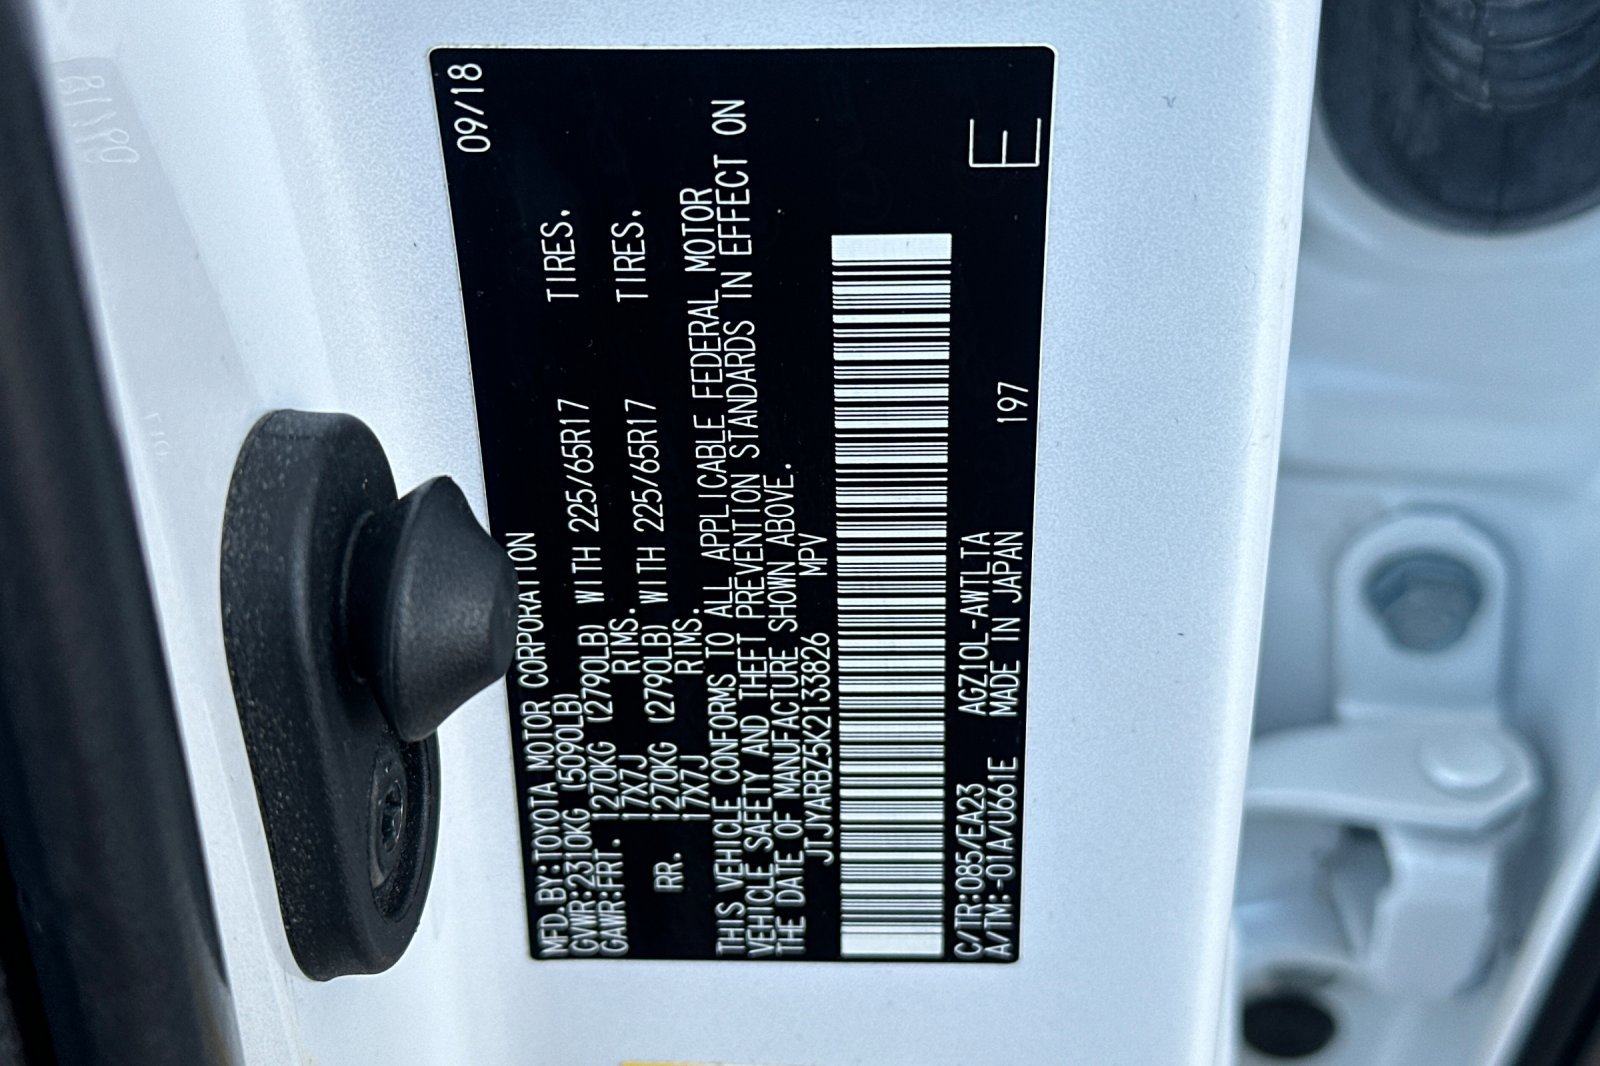 MFD.BY:TOYOTA MOTOR CORPORATION 09/18
GVWR:2310KG (5090LB)
GAWR:FRT. 1270KG (2790LB) WITH 225/65R17 TIRES.
17X7J RIMS.
RR. 1270KG (2790LB) WITH 225/65R17 TIRES.
17X7J RIMS.
THIS VEHICLE CONFORMS TO ALL APPLICABLE FEDERAL MOTOR
VEHICLE SAFETY AND THEFT PREVENTION STANDARDS IN EFFECT ON
THE DATE OF MANUFACTURE SHOWN ABOVE.
JTJYARBZ5K2133826 MPV
C/TR:085/EA23 AGZ10L-AWTLTA
A/TM:-01A/U661E MADE IN JAPAN 197 E